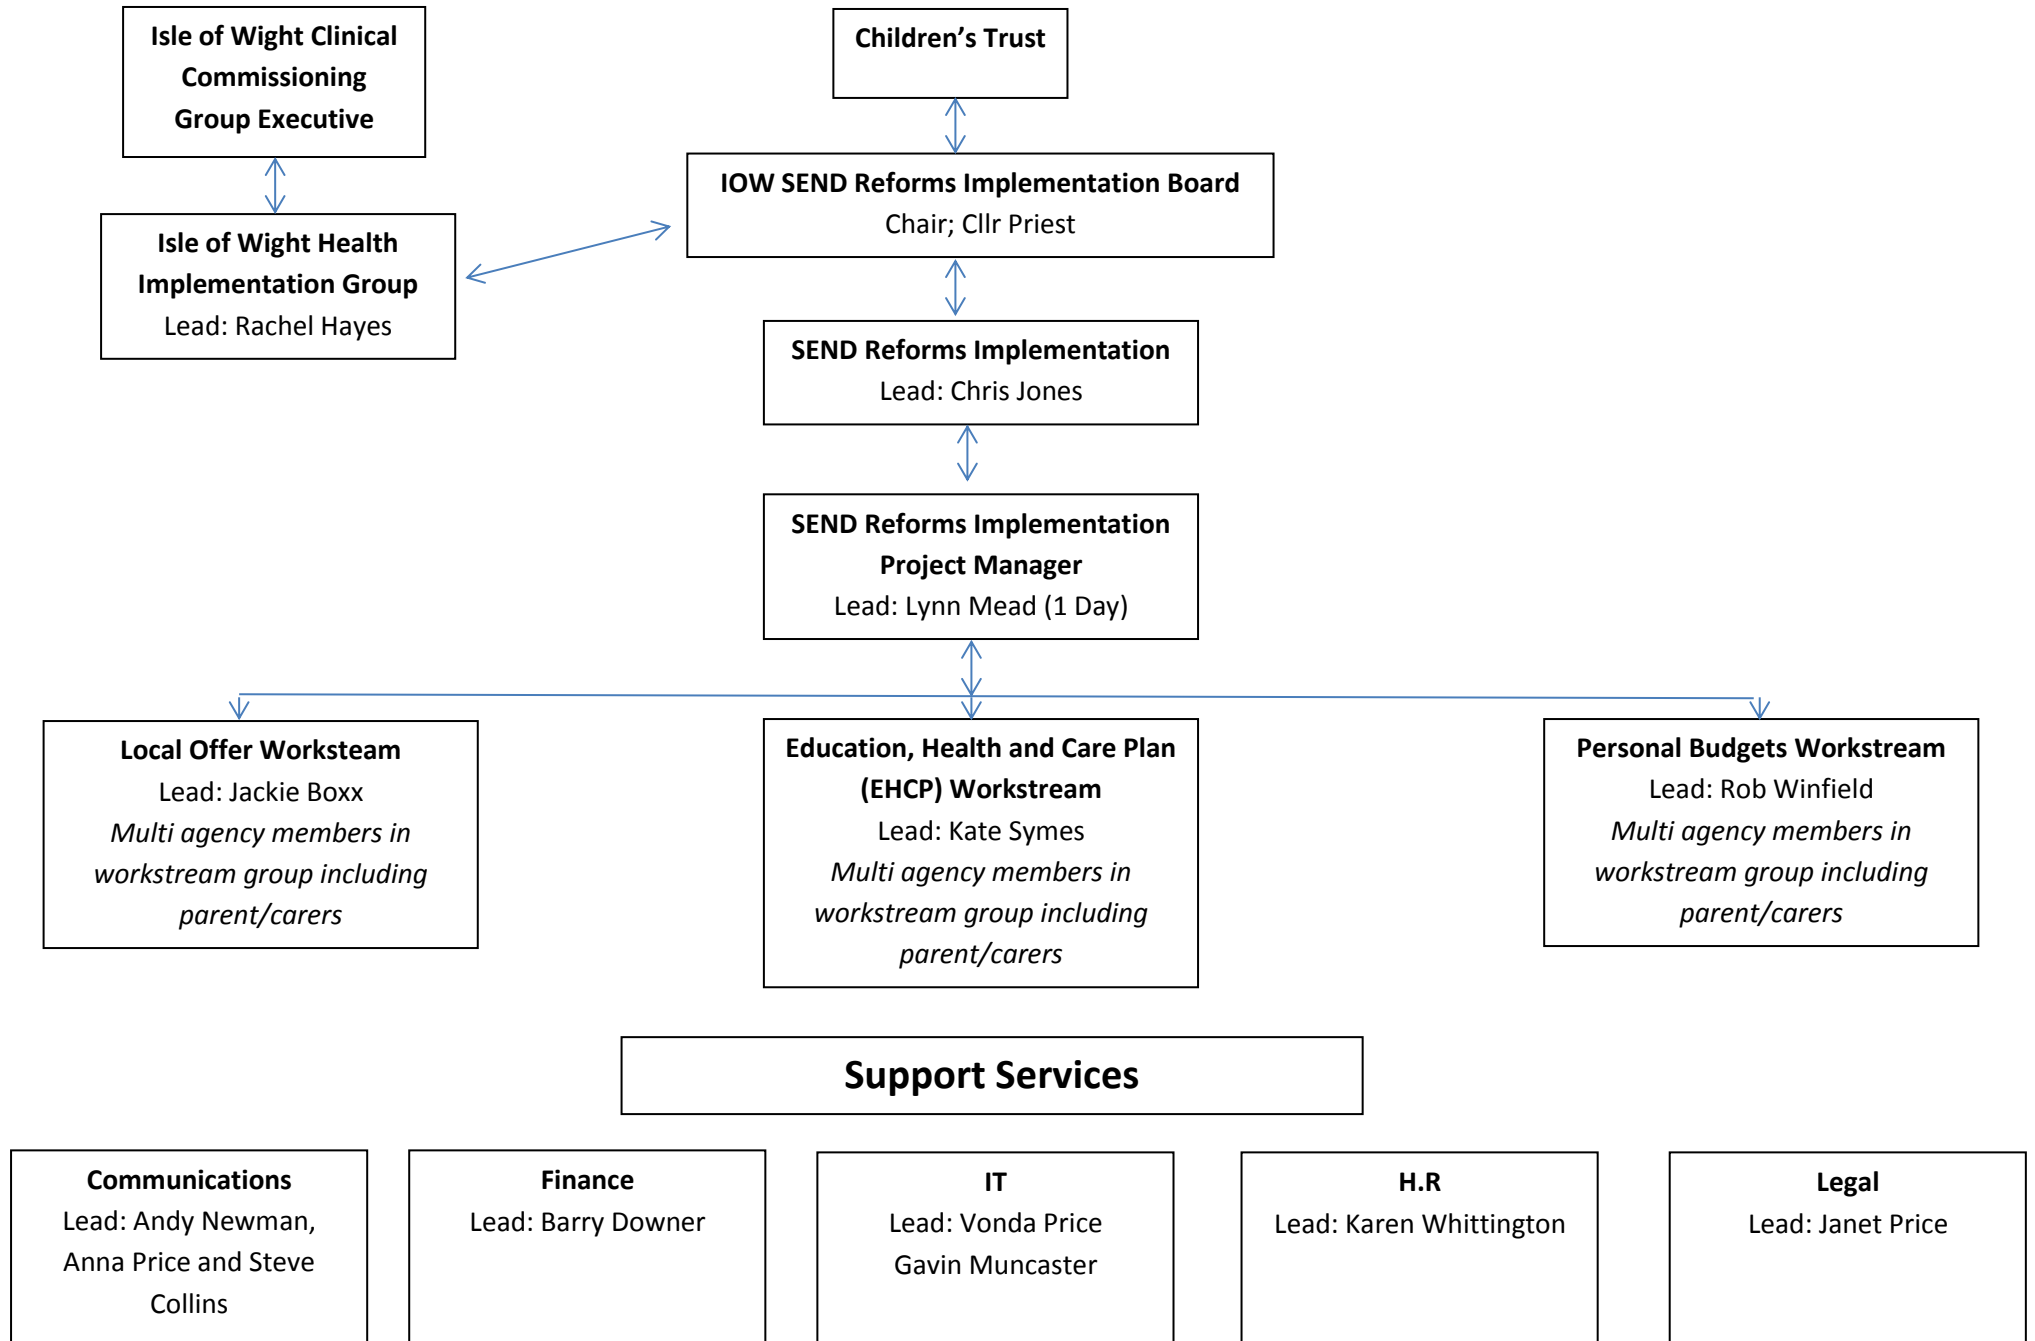 Isle of Wight Clinical
Commissioning
Group Executive
Children’s Trust
IOW SEND Reforms Implementation Board
Chair; Cllr Priest
Isle of Wight Health
Implementation Group
Lead: Rachel Hayes
SEND Reforms Implementation
Lead: Chris Jones
SEND Reforms Implementation
Project Manager
Lead: Lynn Mead (1 Day)
Local Offer Worksteam
Lead: Jackie Boxx
Multi agency members in
workstream group including
parent/carers
Education, Health and Care Plan
(EHCP) Workstream
Lead: Kate Symes
Multi agency members in
workstream group including
parent/carers
Personal Budgets Workstream
Lead: Rob Winfield
Multi agency members in
workstream group including
parent/carers
Support Services
Communications
Lead: Andy Newman,
Anna Price and Steve
Collins
Finance
Lead: Barry Downer
IT
Lead: Vonda Price
Gavin Muncaster
H.R
Lead: Karen Whittington
Legal
Lead: Janet Price